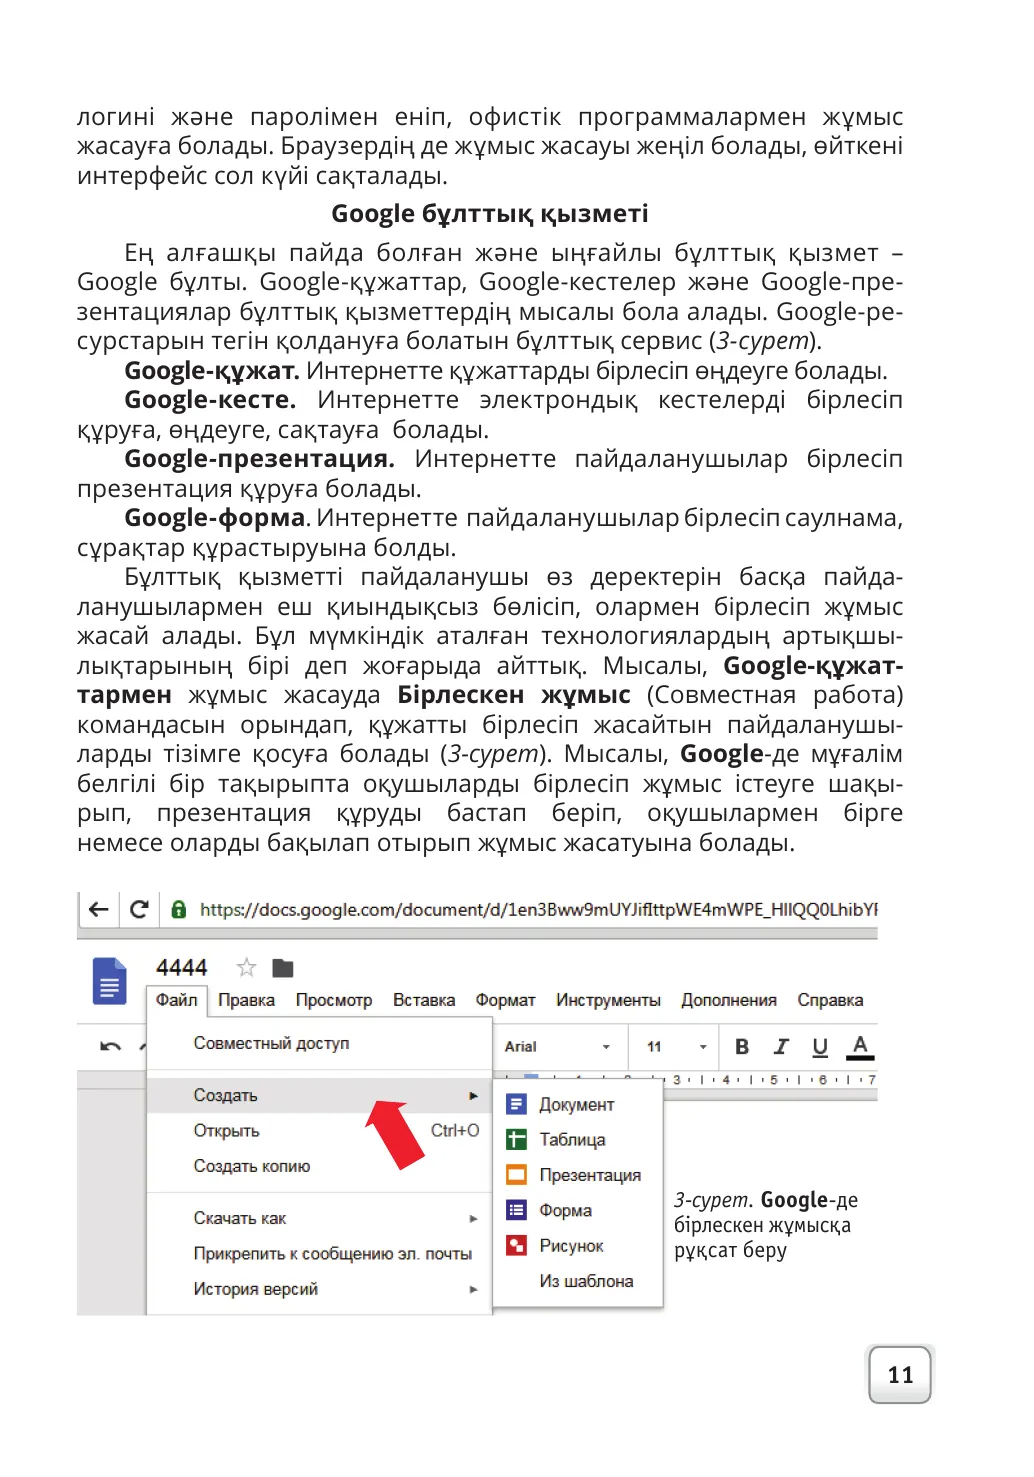 логині және паролімен еніп, офистік программалармен жұмыс
жасауға болады. Браузердің де жұмыс жасауы жеңіл болады, өйткені
интерфейс сол күйі сақталады.
Google бұлттық қызметі
Ең алғашқы пайда болған және ыңғайлы бұлттық қызмет –
Google бұлты. Google-құжаттар, Google-кестелер және Google-пре-
зентациялар бұлттық қызметтердің мысалы бола алады. Google-ре-
сурстарын тегін қолдануға болатын бұлттық сервис (3-сурет).
Google-құжат. Интернетте құжаттарды бірлесіп өңдеуге болады.
Google-кесте. Интернетте электрондық кестелерді бірлесіп
құруға, өңдеуге, сақтауға болады.
Google-презентация. Интернетте пайдаланушылар бірлесіп
презентация құруға болады.
Google-форма. Интернетте пайдаланушылар бірлесіп саулнама,
сұрақтар құрастыруына болды.
Бұлттық қызметті пайдаланушы өз деректерін басқа пайда-
ланушылармен еш қиындықсыз бөлісіп, олармен бірлесіп жұмыс
жасай алады. Бұл мүмкіндік аталған технологиялардың артықшы-
лықтарының бірі деп жоғарыда айттық. Мысалы, Google-құжат-
тармен жұмыс жасауда Бірлескен жұмыс (Совместная работа)
командасын орындап, құжатты бірлесіп жасайтын пайдаланушы-
ларды тізімге қосуға болады (3-сурет). Мысалы, Google-де мұғалім
белгілі бір тақырыпта оқушыларды бірлесіп жұмыс істеуге шақы-
рып, презентация құруды бастап беріп, оқушылармен бірге
немесе оларды бақылап отырып жұмыс жасатуына болады.
https://docs.google.com/document/d/1en3Bww9mUYJifIttpWE4mWPE_HIIQQ0LhibYF
4444
Файл Правка Просмотр Вставка Формат Инструменты Дополнения Справка
Arial 11 B I U A
3 4 5 6 7
Совместный доступ
Создать
Открыть Ctrl+O
Создать копию
Скачать как
Прикрепить к сообщению эл. почты
История версий
Документ
Таблица
Презентация
Форма
Рисунок
Из шаблона
3-сурет. Google-де
бірлескен жұмысқа
рұқсат беру
11